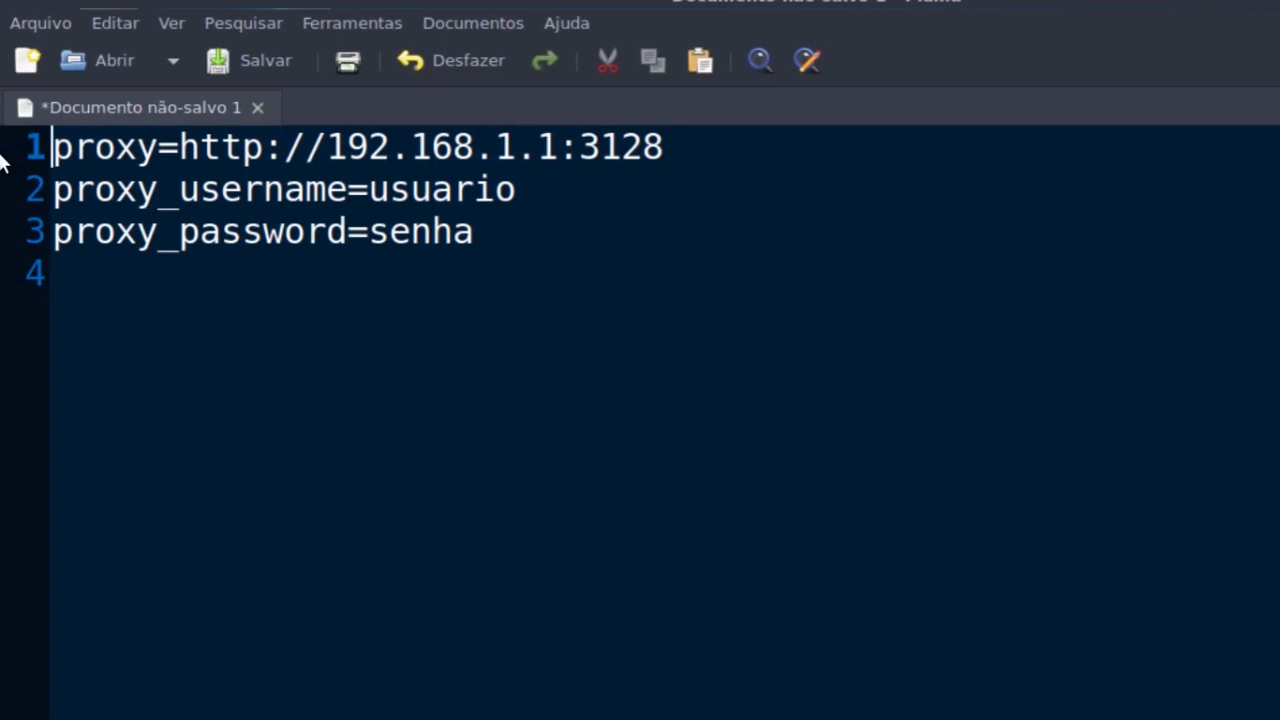 Arquivo Editar Ver Pesquisar Ferramentas Documentos Ajuda
Abrir Salvar Desfazer
*Documento não-salvo 1
1 proxy=http://192.168.1.1:3128
2 proxy_username=usuario
3 proxy_password=senha
4